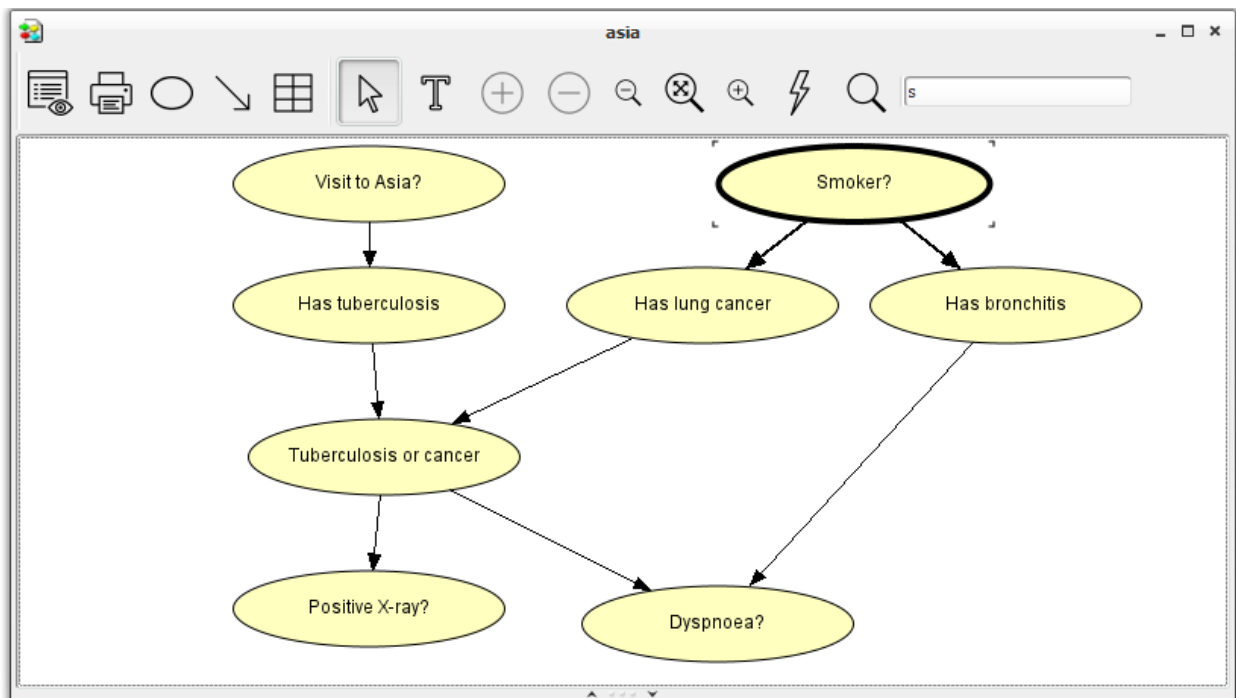 asia
T
s
Visit to Asia?
Smoker?
Has tuberculosis
Has lung cancer
Has bronchitis
Tuberculosis or cancer
Positive X-ray?
Dyspnoea?